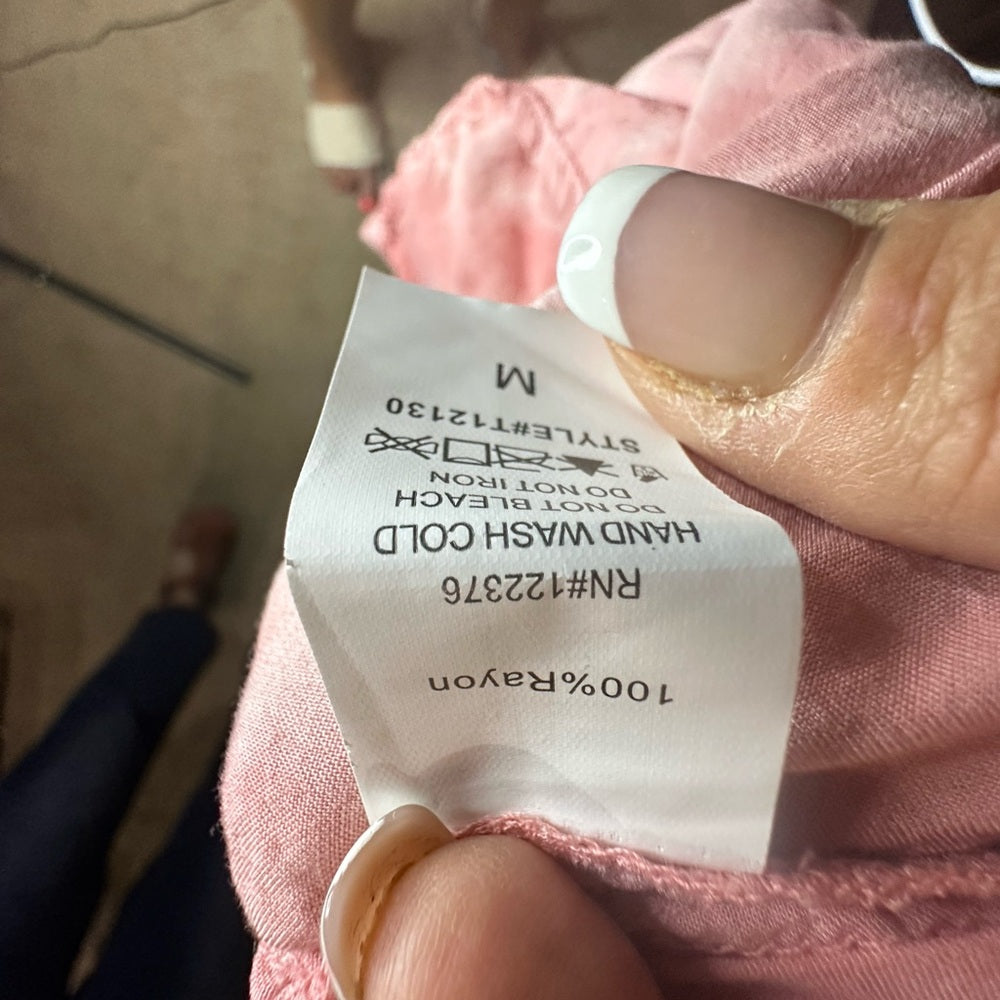 100%Rayon
RN#122376
HAND WASH COLD
DO NOT BLEACH
DO NOT IRON
STYLE#T12130
M